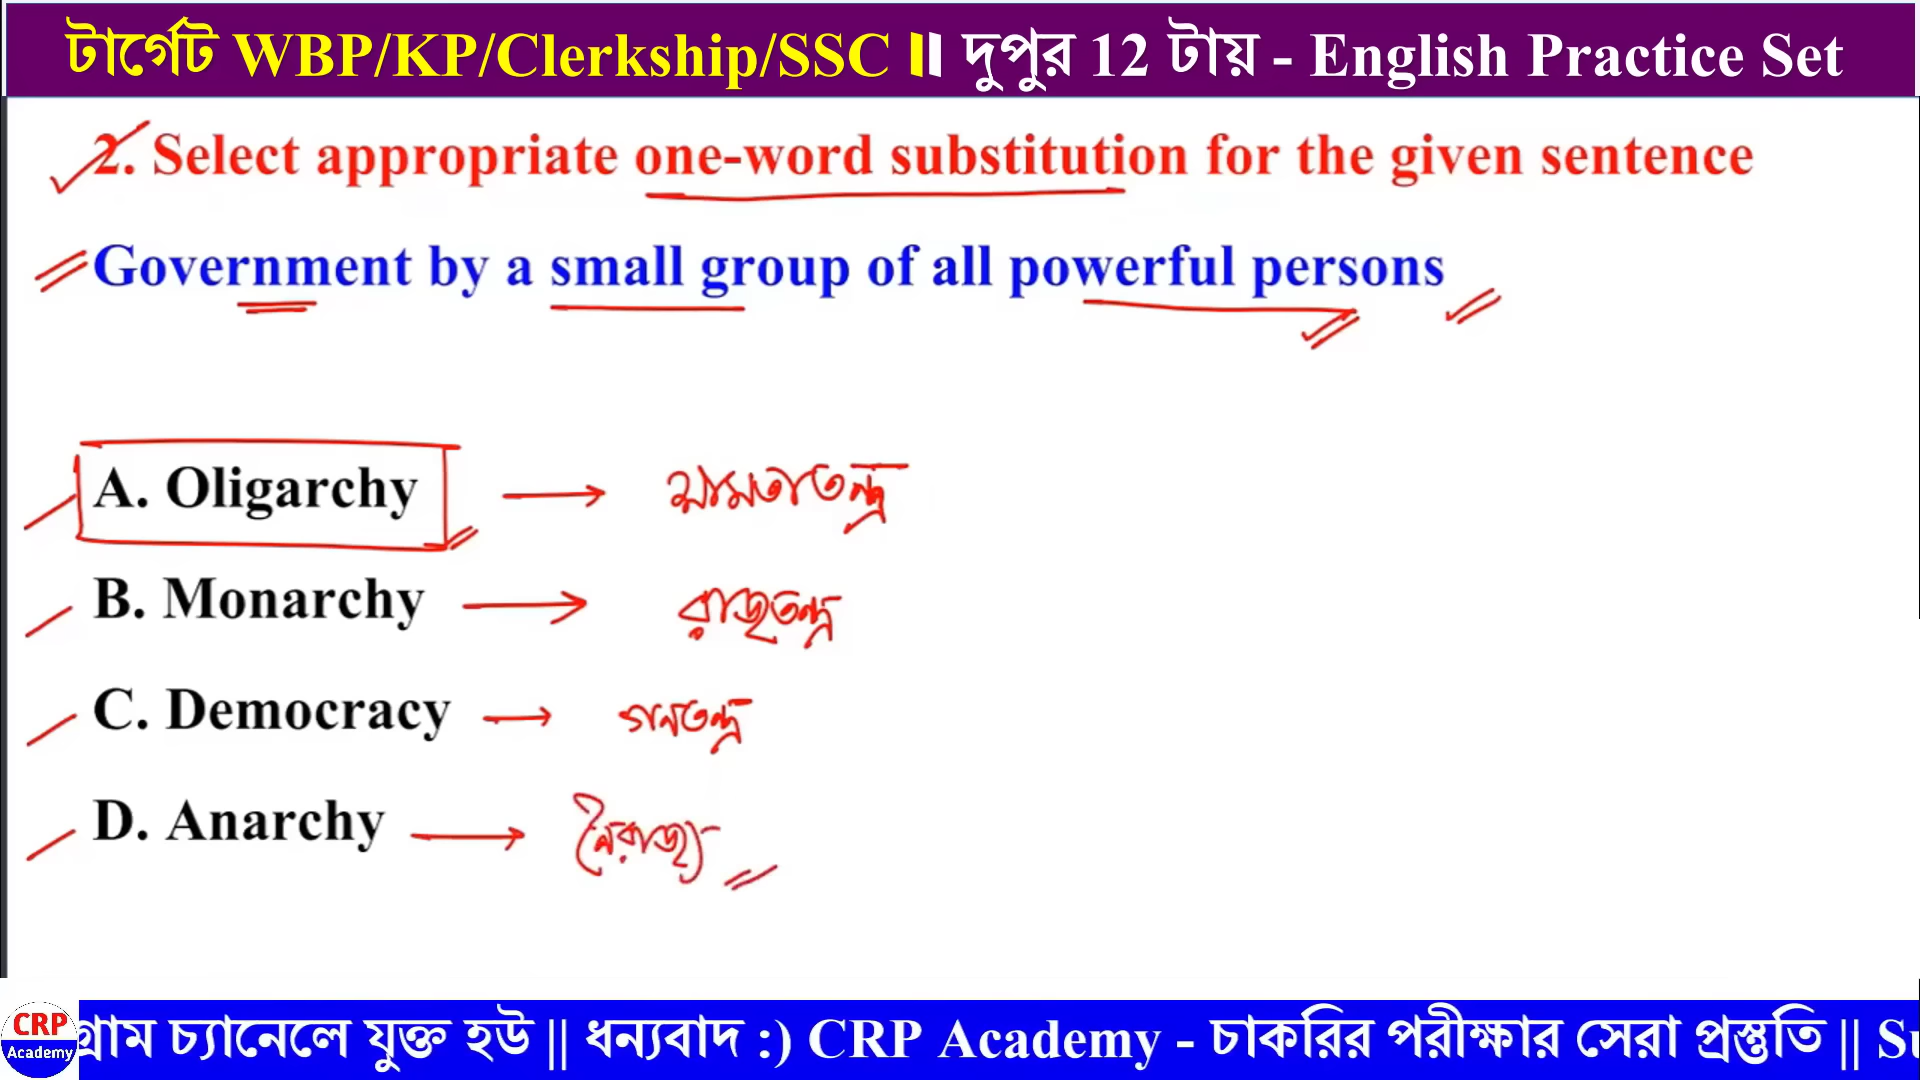 টার্গেট WBP/KP/Clerkship/SSC || দুপুর 12 টায় - English Practice Set
2. Select appropriate one-word substitution for the given sentence
Government by a small group of all powerful persons
A. Oligarchy →
B. Monarchy → রাজতন্ত্র
C. Democracy → গনতন্ত্র
D. Anarchy → নৈরাজ্য
CRP Academy
গ্রাম চ্যানেলে যুক্ত হউ || ধন্যবাদ :) CRP Academy - চাকরির পরীক্ষার সেরা প্রস্তুতি ||